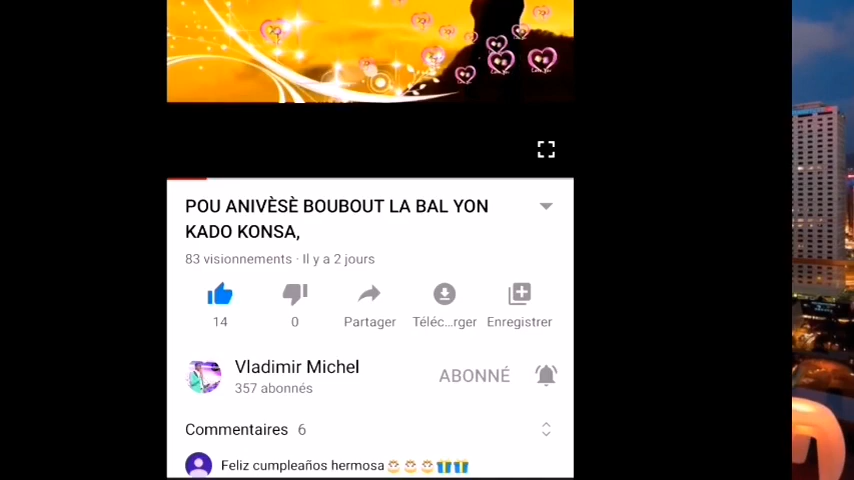 POU ANIVÈSÈ BOUBOUT LA BAL YON
KADO KONSA,
83 visionnements · Il y a 2 jours
14
0
Partager
Téléc...rger
Enregistrer
Vladimir Michel
357 abonnés
ABONNÉ
Commentaires 6
Feliz cumpleaños hermosa